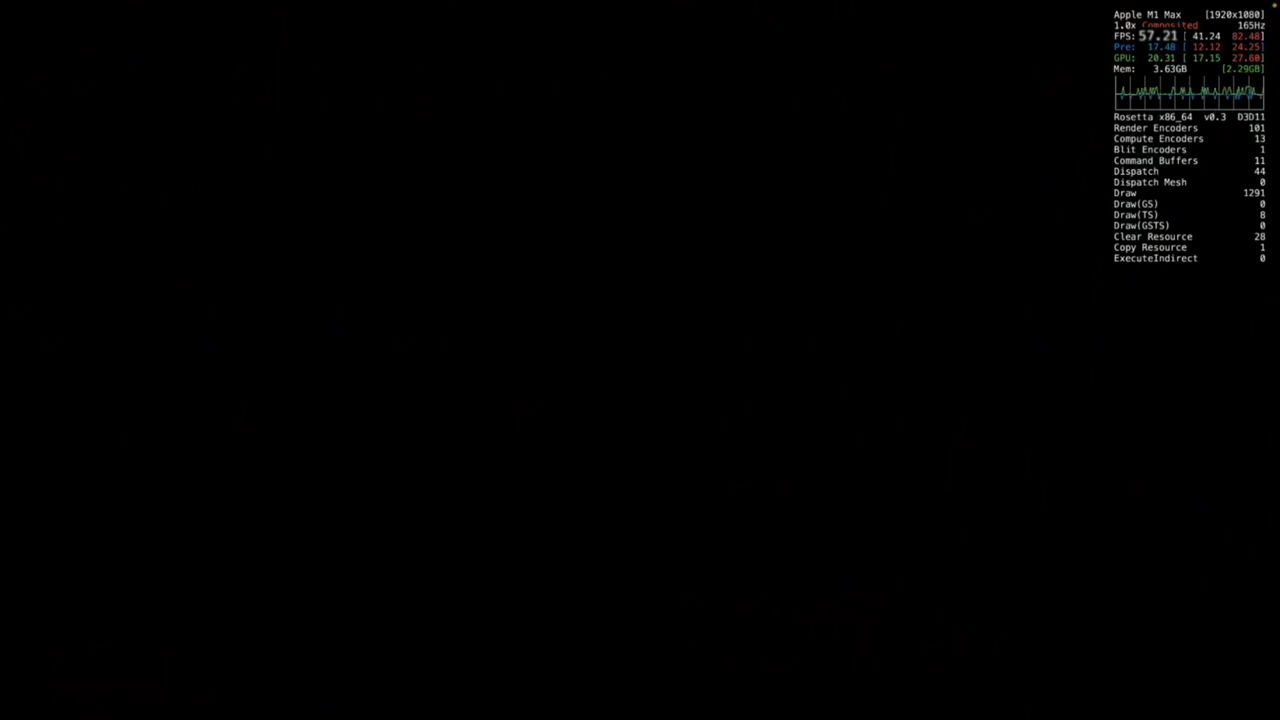 Apple M1 Max [1920x1080]
1.0x Composited 165Hz
FPS: 57.21 [ 41.24 82.48]
Pre: 17.48 [ 12.12 24.25]
GPU: 20.31 [ 17.15 27.60]
Mem: 3.63GB [2.29GB]
Rosetta x86_64 v0.3 D3D11
Render Encoders 101
Compute Encoders 13
Blit Encoders 1
Command Buffers 11
Dispatch 44
Dispatch Mesh 0
Draw 1291
Draw(GS) 0
Draw(TS) 8
Draw(GSTS) 0
Clear Resource 28
Copy Resource 1
ExecuteIndirect 0